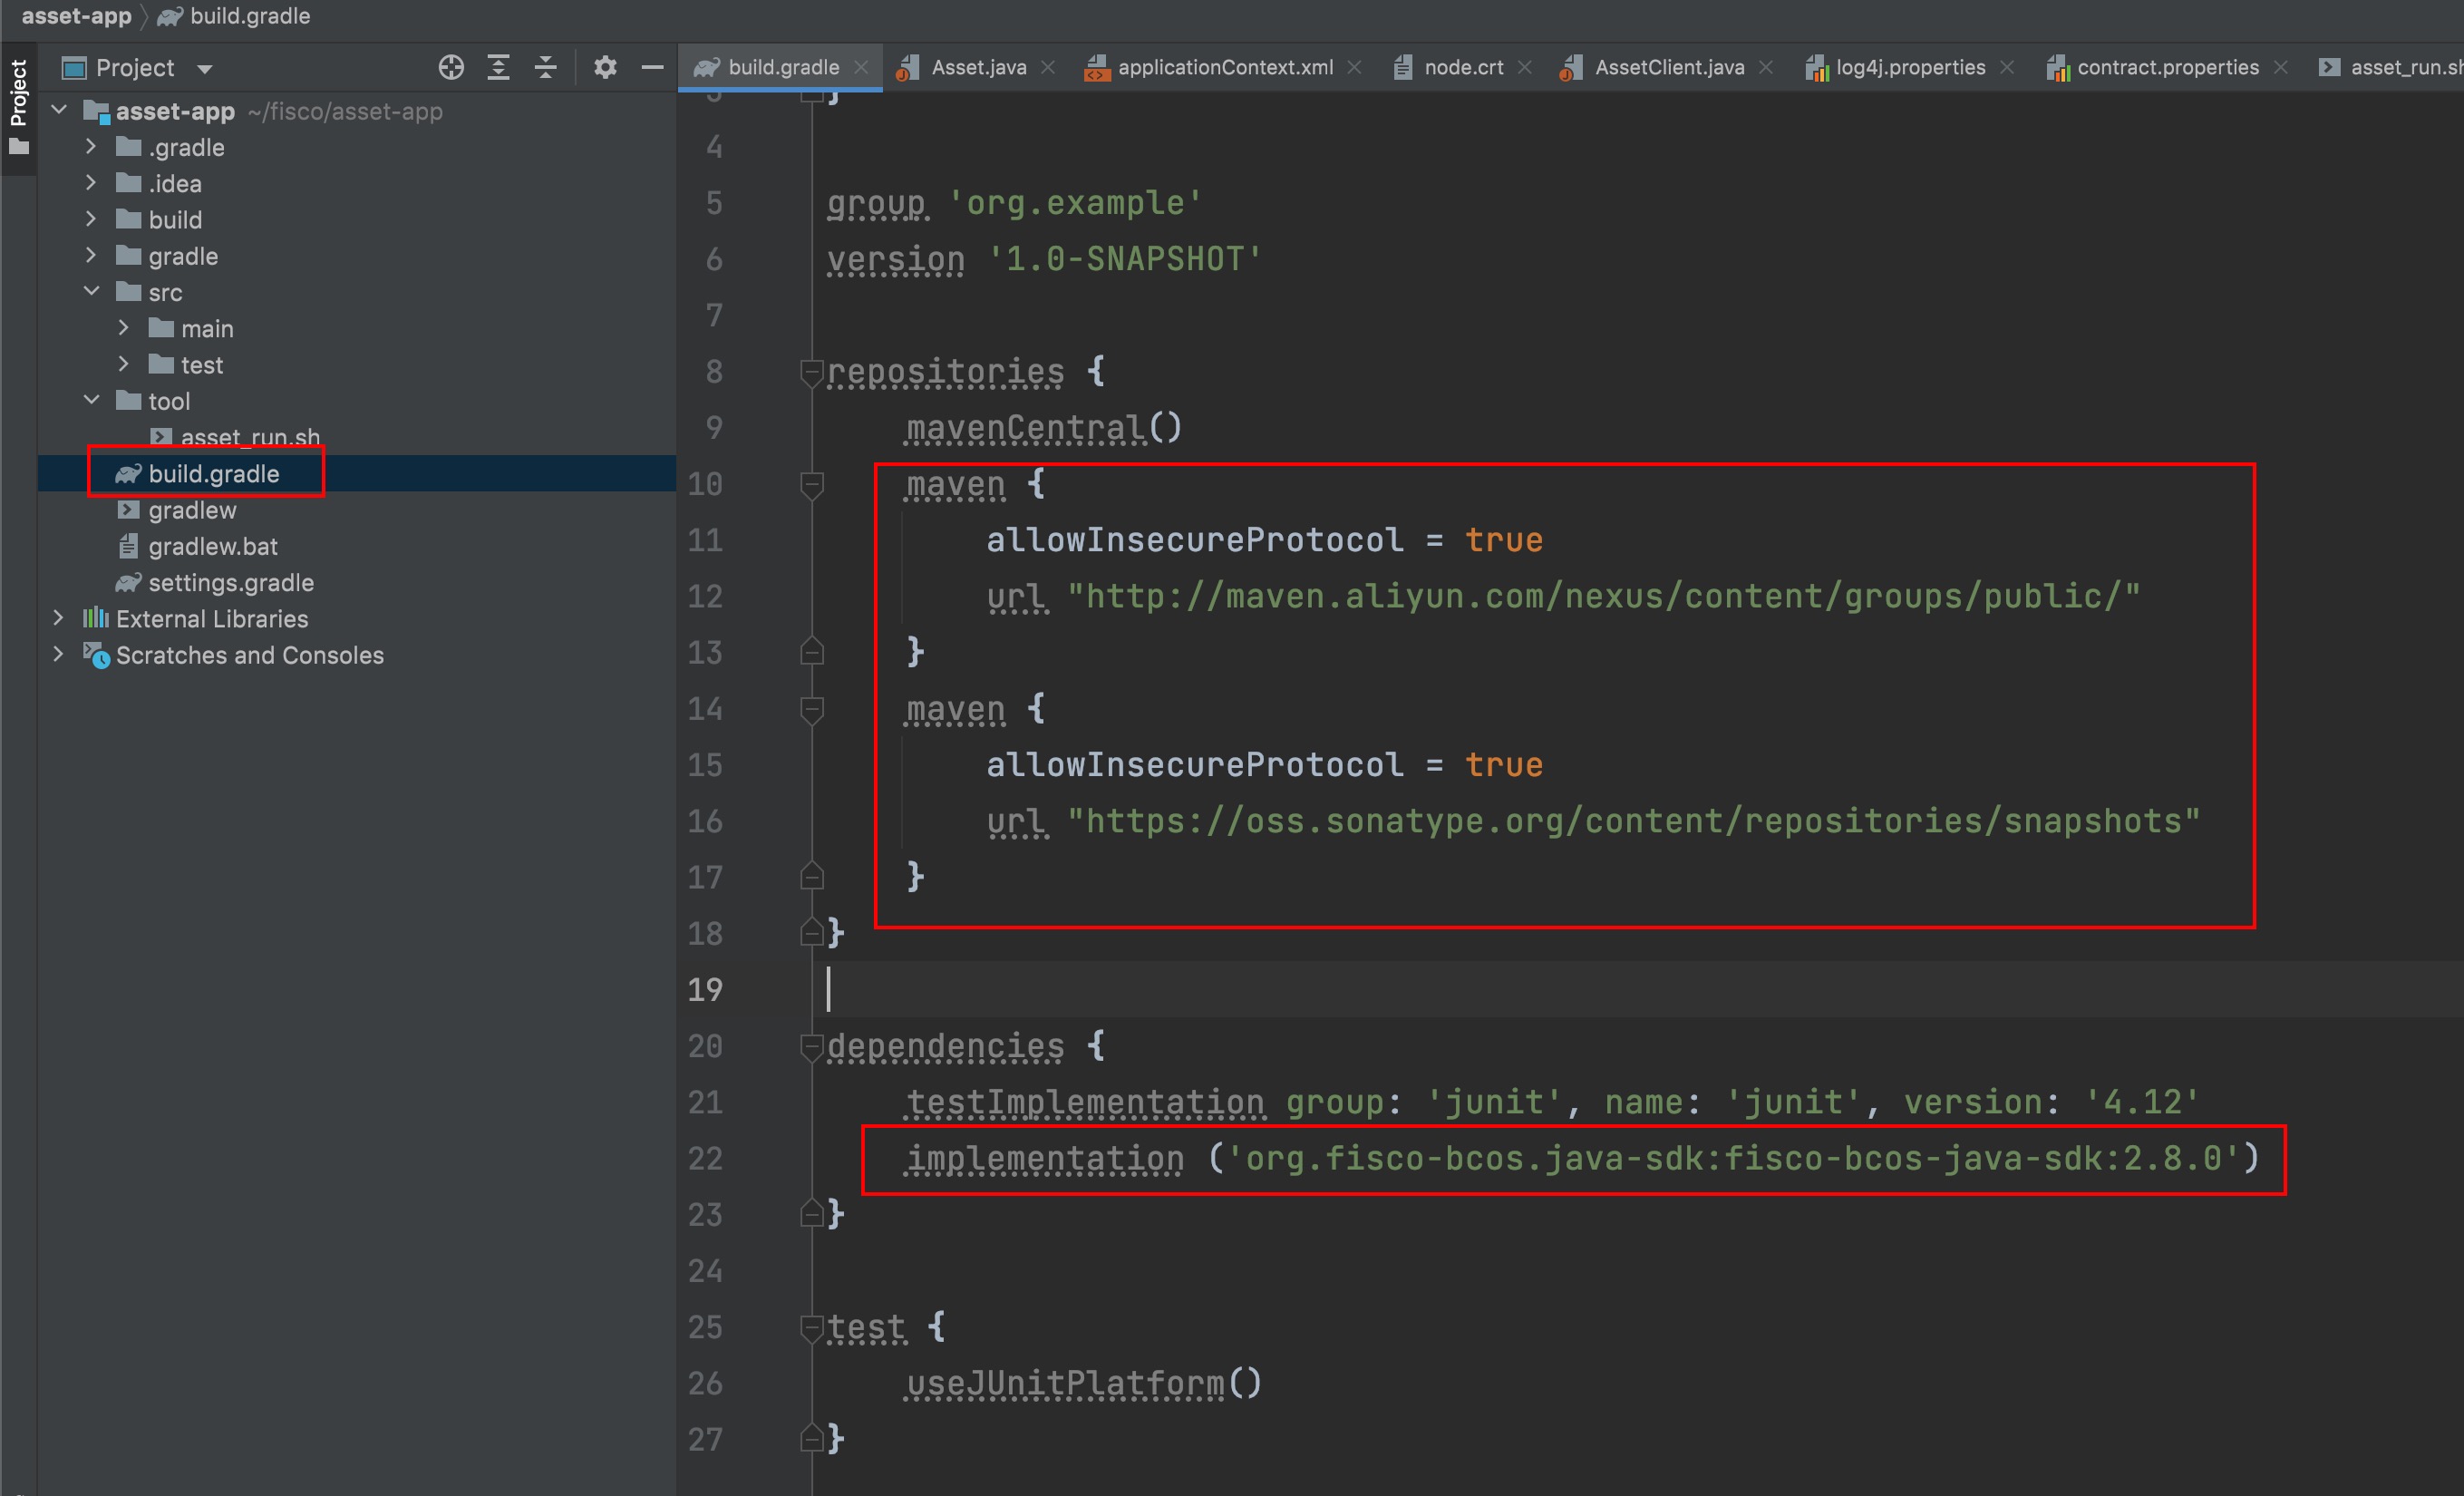 asset-app
build.gradle
Project
Project
asset-app ~/fisco/asset-app
.gradle
.idea
build
gradle
src
main
test
tool
asset_run.sh
build.gradle
gradlew
gradlew.bat
settings.gradle
External Libraries
Scratches and Consoles
build.gradle
Asset.java
applicationContext.xml
node.crt
AssetClient.java
log4j.properties
contract.properties
asset_run.sh
3 }
4
5 group 'org.example'
6 version '1.0-SNAPSHOT'
7
8 repositories {
9 mavenCentral()
10 maven {
11 allowInsecureProtocol = true
12 url "http://maven.aliyun.com/nexus/content/groups/public/"
13 }
14 maven {
15 allowInsecureProtocol = true
16 url "https://oss.sonatype.org/content/repositories/snapshots"
17 }
18 }
19
20 dependencies {
21 testImplementation group: 'junit', name: 'junit', version: '4.12'
22 implementation ('org.fisco-bcos.java-sdk:fisco-bcos-java-sdk:2.8.0')
23 }
24
25 test {
26 useJUnitPlatform()
27 }